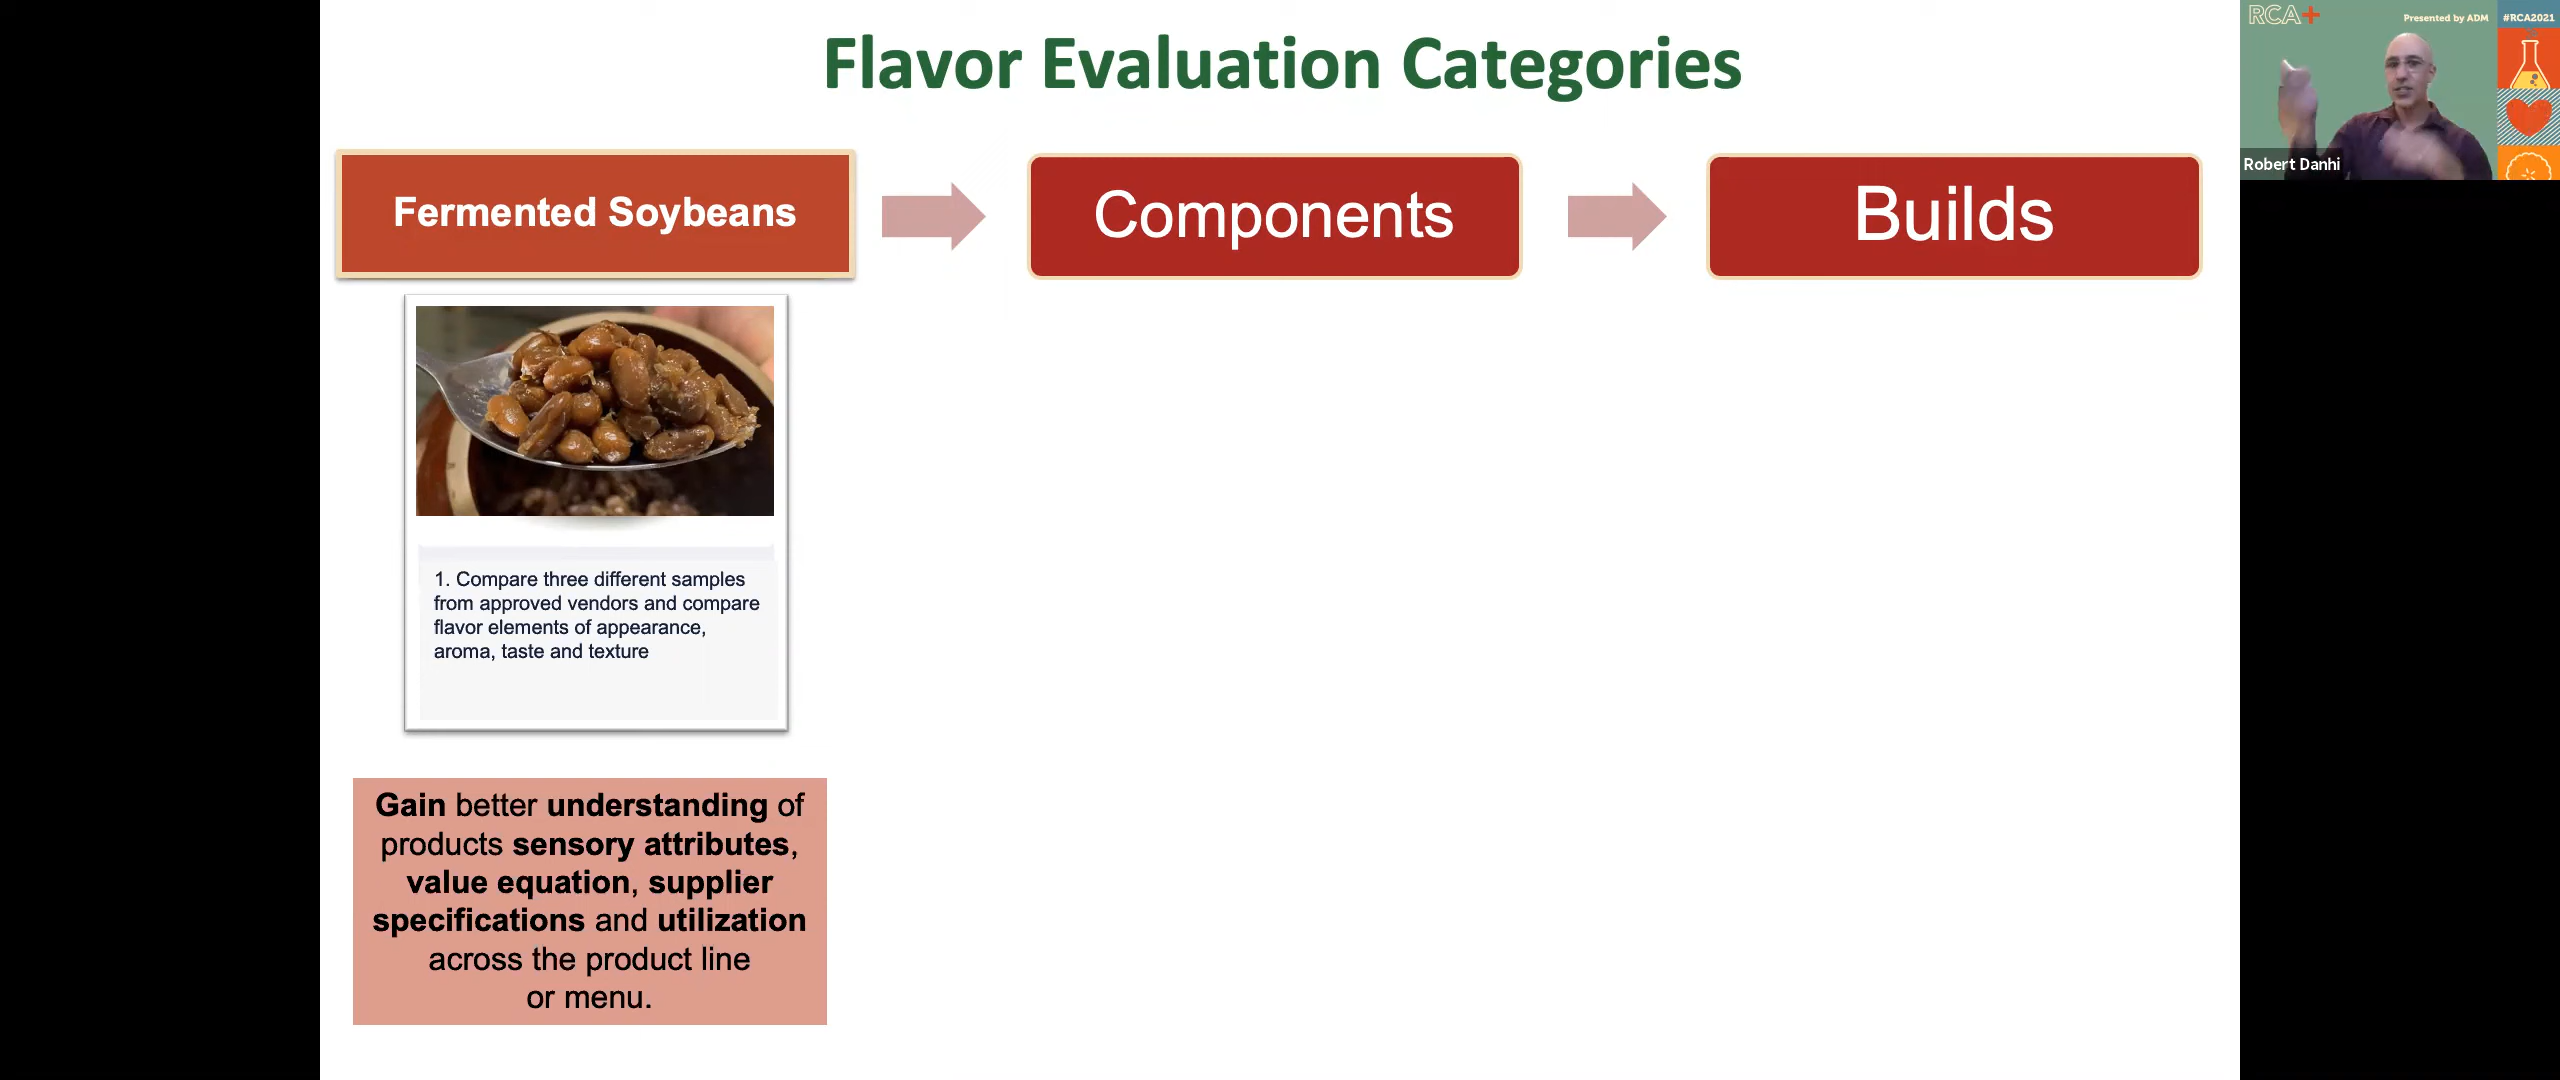 Flavor Evaluation Categories
RCA+
Presented by ADM
#RCA2021
Robert Danhi
Fermented Soybeans
Components
Builds
1. Compare three different samples
from approved vendors and compare
flavor elements of appearance,
aroma, taste and texture
Gain better understanding of
products sensory attributes,
value equation, supplier
specifications and utilization
across the product line
or menu.